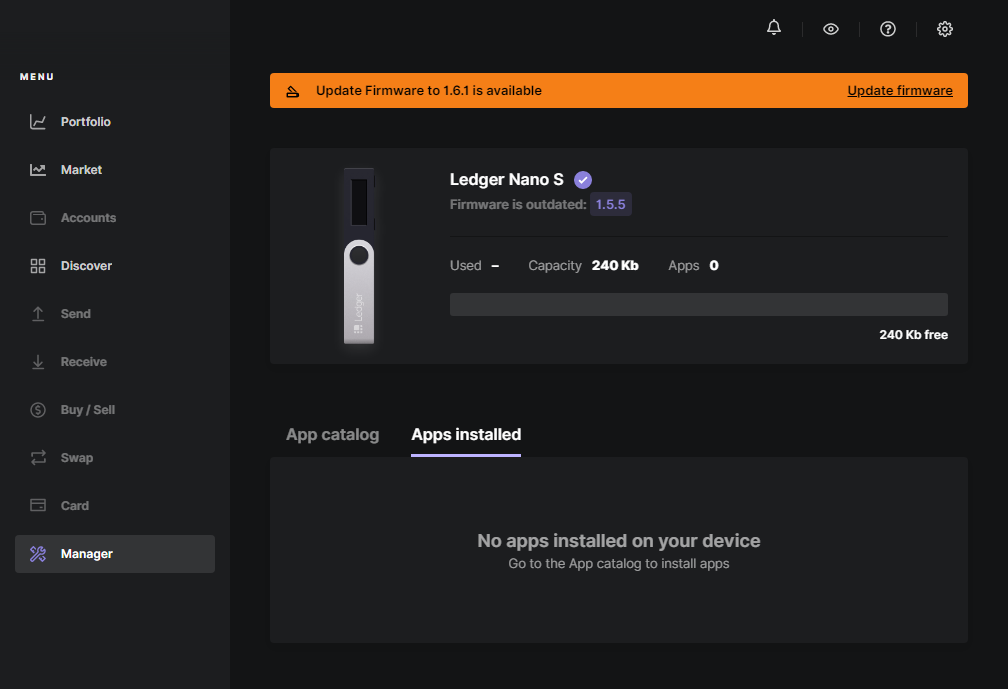 MENU
Portfolio
Market
Accounts
Discover
Send
Receive
Buy / Sell
Swap
Card
Manager
Update Firmware to 1.6.1 is available
Update firmware
Ledger Nano S
Firmware is outdated: 1.5.5
Used – Capacity 240 Kb Apps 0
240 Kb free
Ledger
App catalog Apps installed
No apps installed on your device
Go to the App catalog to install apps